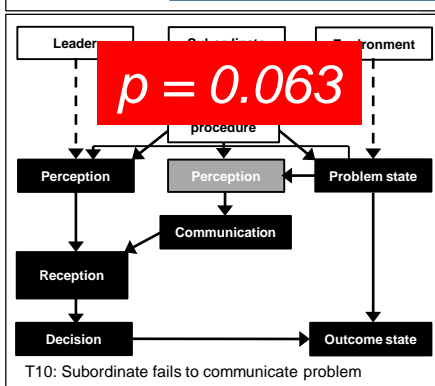 Leader
p = 0.063
procedure
Perception
Perception
Problem state
Communication
Reception
Decision
Outcome state
T10: Subordinate fails to communicate problem